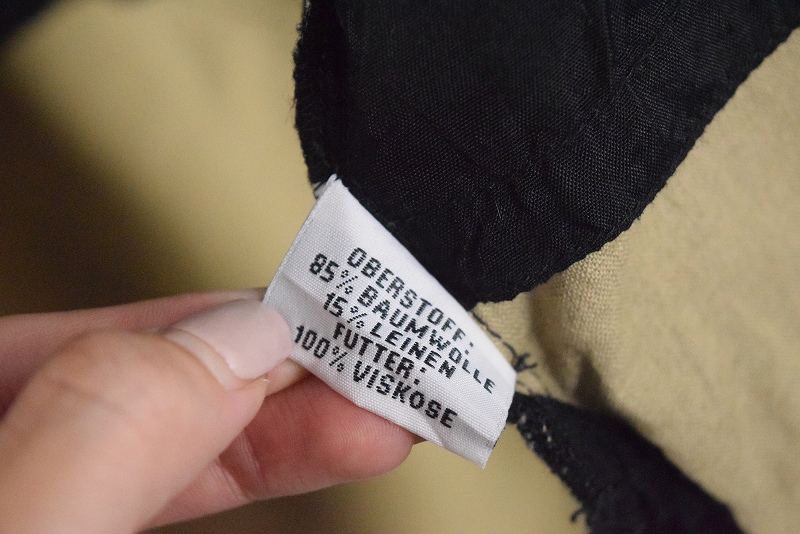 OBERSTOFF:
85% BAUMWOLLE
15% LEINEN
FUTTER:
100% VISKOSE